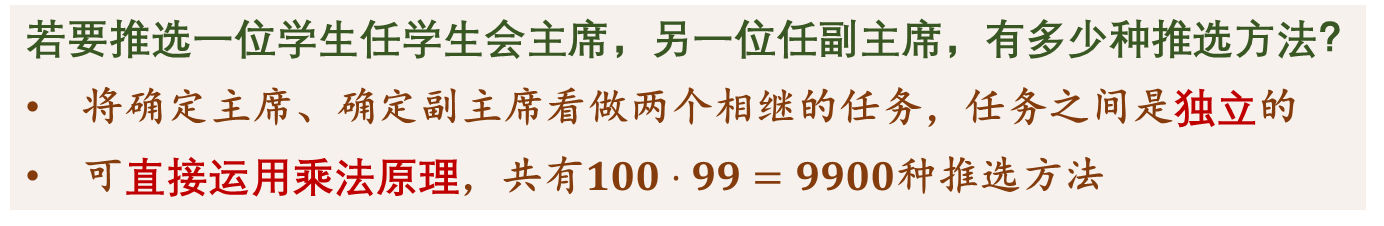 若要推选一位学生任学生会主席，另一位任副主席，有多少种推选方法？
• 将确定主席、确定副主席看做两个相继的任务，任务之间是独立的
• 可直接运用乘法原理，共有100 · 99 = 9900种推选方法